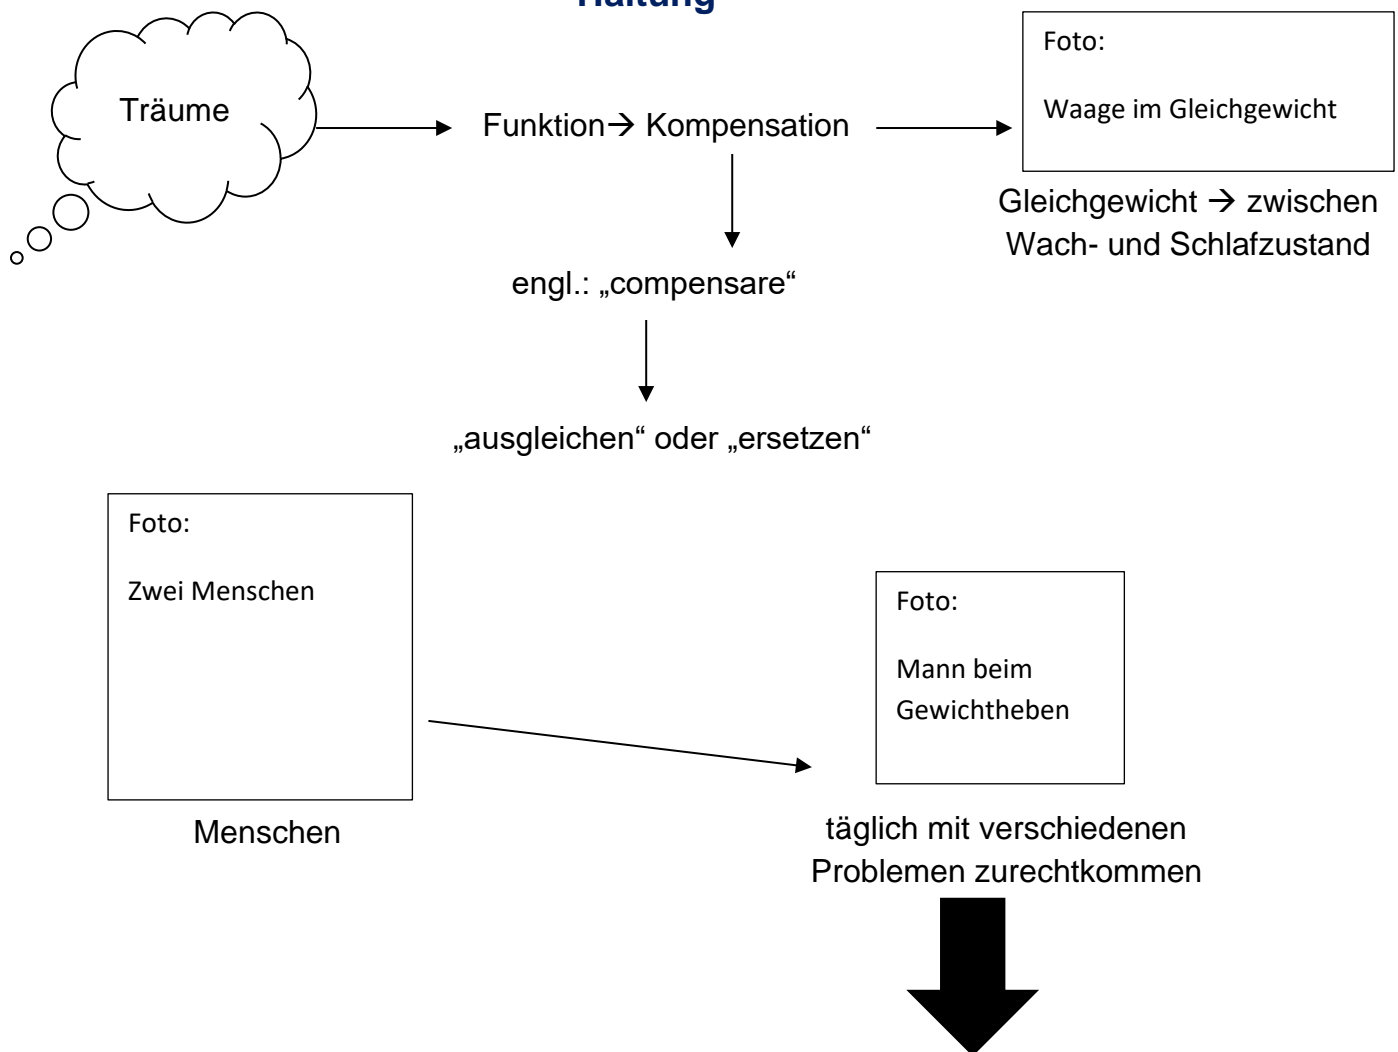 Haltung
Träume
Funktion→ Kompensation
Foto:
Waage im Gleichgewicht
Gleichgewicht → zwischen
Wach- und Schlafzustand
engl.: „compensare“
„ausgleichen“ oder „ersetzen“
Foto:
Zwei Menschen
Menschen
Foto:
Mann beim
Gewichtheben
täglich mit verschiedenen
Problemen zurechtkommen